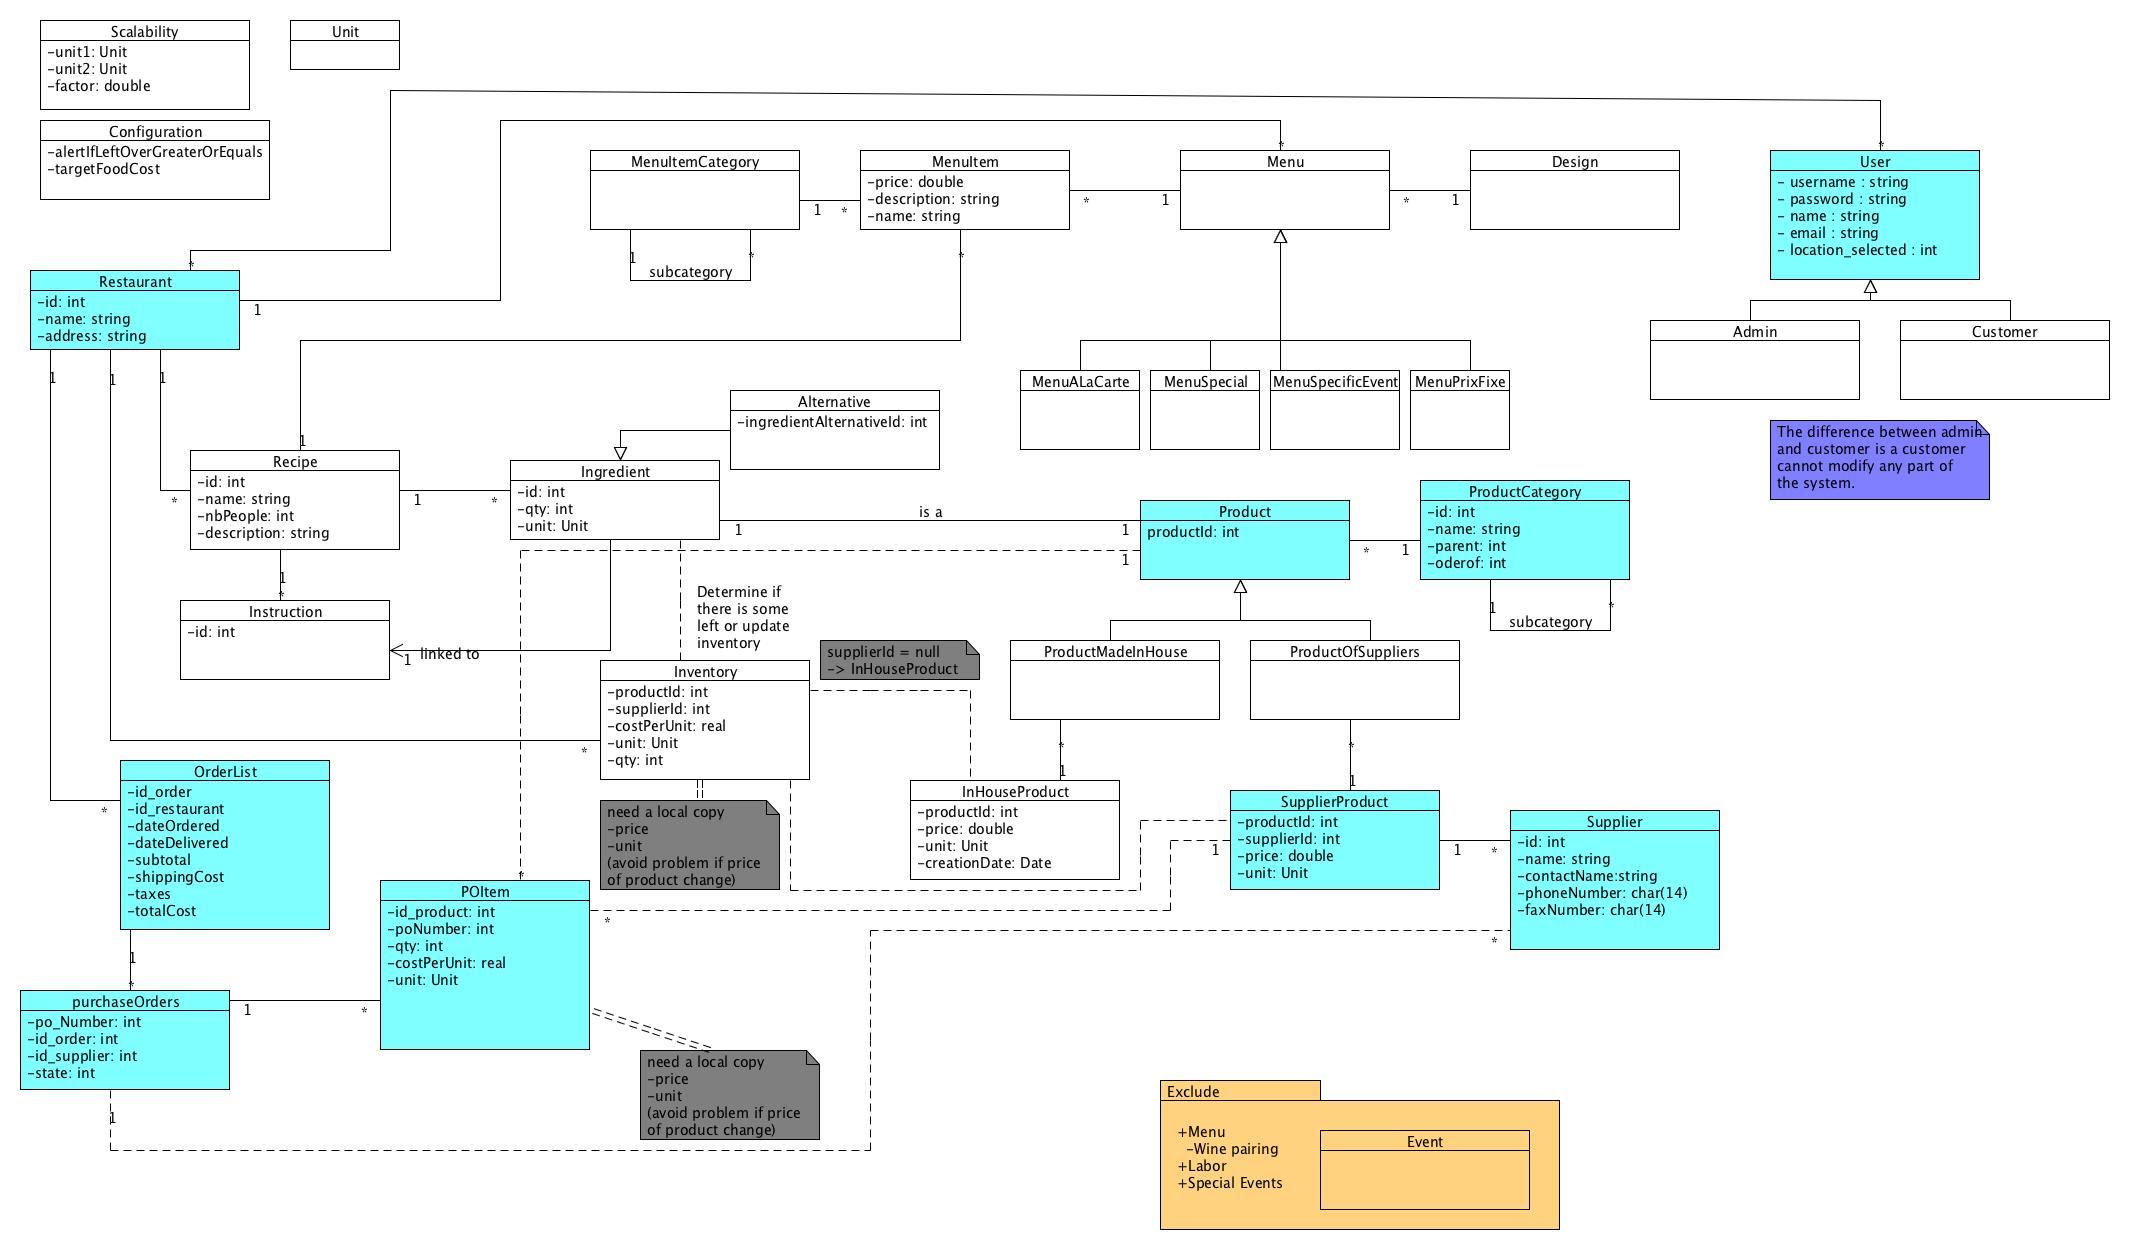 Scalability
-unit1: Unit
-unit2: Unit
-factor: double
Unit
Configuration
-alertIfLeftOverGreaterOrEquals
-targetFoodCost
MenuItemCategory
1
*
subcategory
1
*
MenuItem
-price: double
-description: string
-name: string
*
*
1
*
Menu
*
1
Design
*
User
- username : string
- password : string
- name : string
- email : string
- location_selected : int
*
Restaurant
-id: int
-name: string
-address: string
1
1
1
1
Admin
Customer
The difference between admin
and customer is a customer
cannot modify any part of
the system.
MenuALaCarte
MenuSpecial
MenuSpecificEvent
MenuPrixFixe
Alternative
-ingredientAlternativeId: int
1
Recipe
-id: int
-name: string
-nbPeople: int
-description: string
*
1
*
Ingredient
-id: int
-qty: int
-unit: Unit
1
is a
1
1
Product
productId: int
*
1
ProductCategory
-id: int
-name: string
-parent: int
-oderof: int
1
*
subcategory
1
*
Instruction
-id: int
1
linked to
Determine if
there is some
left or update
inventory
supplierId = null
-> InHouseProduct
ProductMadeInHouse
ProductOfSuppliers
Inventory
-productId: int
-supplierId: int
-costPerUnit: real
-unit: Unit
-qty: int
*
*
1
*
1
need a local copy
-price
-unit
(avoid problem if price
of product change)
InHouseProduct
-productId: int
-price: double
-unit: Unit
-creationDate: Date
SupplierProduct
-productId: int
-supplierId: int
-price: double
-unit: Unit
1
1
*
Supplier
-id: int
-name: string
-contactName:string
-phoneNumber: char(14)
-faxNumber: char(14)
*
OrderList
-id_order
-id_restaurant
-dateOrdered
-dateDelivered
-subtotal
-shippingCost
-taxes
-totalCost
*
1
*
*
POItem
-id_product: int
-poNumber: int
-qty: int
-costPerUnit: real
-unit: Unit
*
purchaseOrders
-po_Number: int
-id_order: int
-id_supplier: int
-state: int
1
*
1
need a local copy
-price
-unit
(avoid problem if price
of product change)
Exclude
+Menu
-Wine pairing
+Labor
+Special Events
Event